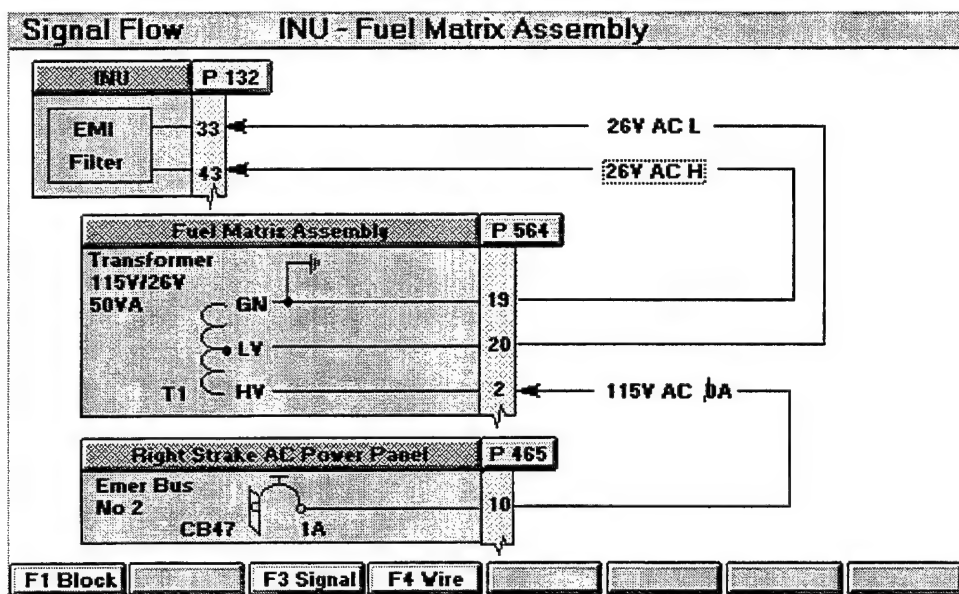 Signal Flow INU - Fuel Matrix Assembly
INU P 132
EMI
Filter
33
43
26V AC L
26V AC H
Fuel Matrix Assembly P 564
Transformer
115V/26V
50VA
GN
LV
T1 HV
19
20
2
115V AC ØA
Right Strake AC Power Panel P 465
Emer Bus
No 2
CB47 1A
10
F1 Block F3 Signal F4 Wire